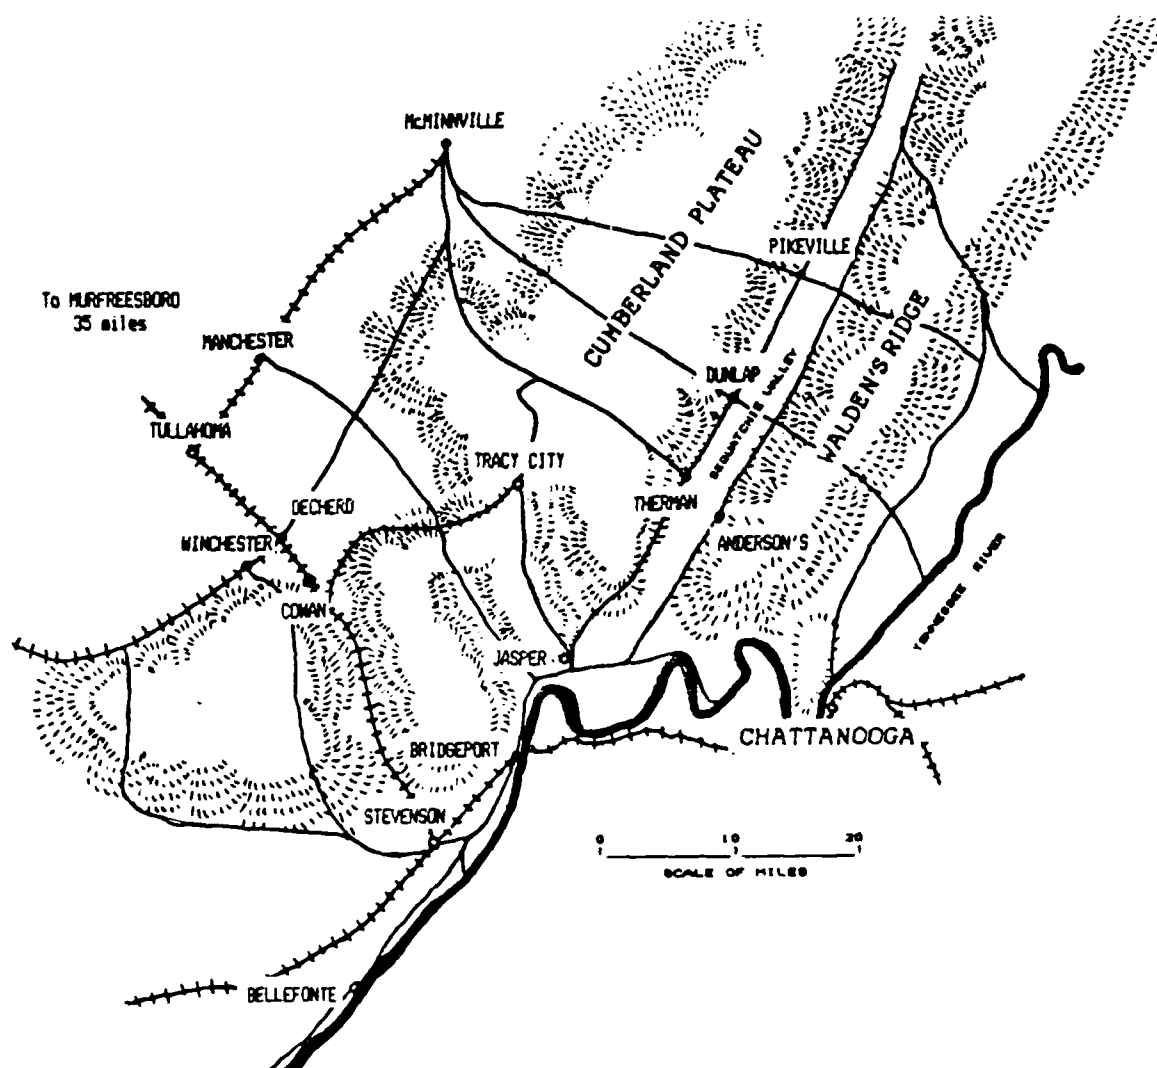 McMINNVILLE
CUMBERLAND PLATEAU
PIKEVILLE
To MURFREESBORO
35 miles
MANCHESTER
WALDEN'S RIDGE
DUNLAP
SEQUATCHIE VALLEY
TULLAHOMA
TRACY CITY
DECHERD
THERMAN
WINCHESTER
ANDERSON'S
TENNESSEE RIVER
COWAN
JASPER
BRIDGEPORT
CHATTANOOGA
STEVENSON
0 10 20
SCALE OF MILES
BELLEFONTE